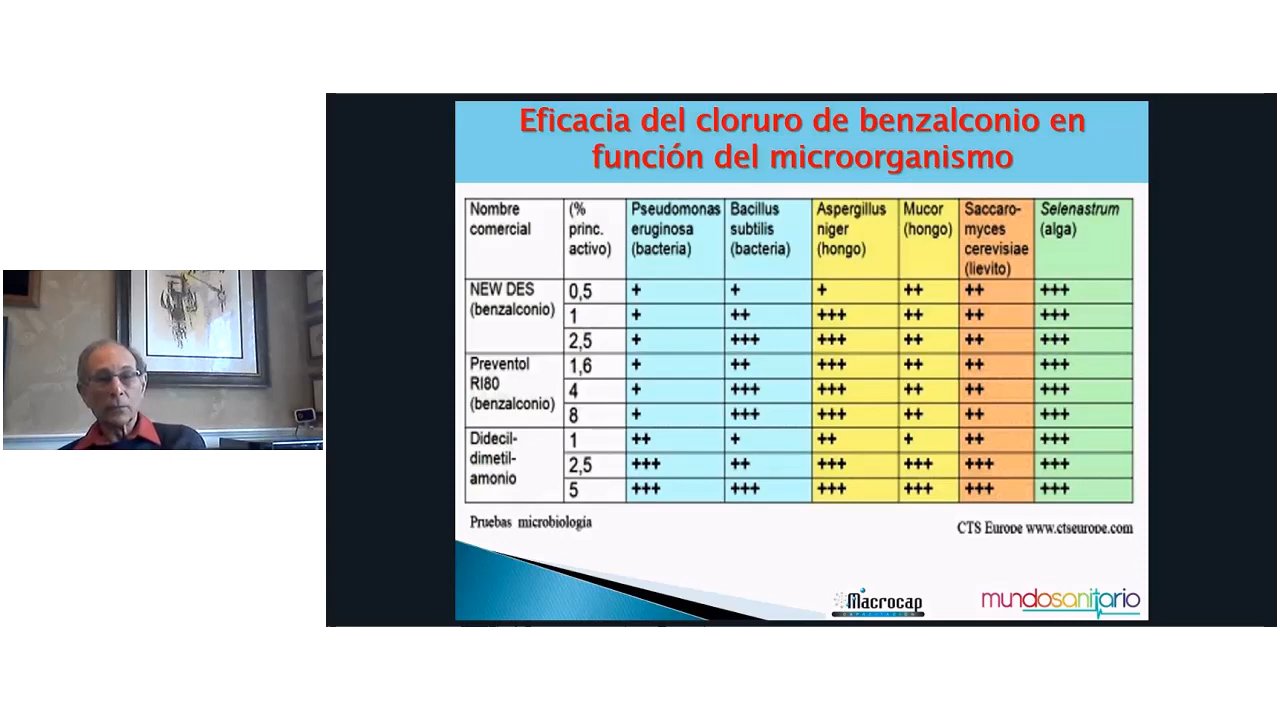 Eficacia del cloruro de benzalconio en
función del microorganismo
Nombre comercial (% princ. activo) Pseudomonas eruginosa (bacteria) Bacillus subtilis (bacteria) Aspergillus niger (hongo) Mucor (hongo) Saccaro-myces cerevisiae (lievito) Selenastrum (alga)
NEW DES (benzalconio) 0,5 + + + ++ ++ +++
1 + ++ +++ ++ ++ +++
2,5 + +++ +++ ++ ++ +++
Preventol RI80 (benzalconio) 1,6 + ++ +++ ++ ++ +++
4 + +++ +++ ++ ++ +++
8 + +++ +++ ++ ++ +++
Didecil-dimetil-amonio 1 ++ + ++ + ++ +++
2,5 +++ ++ +++ +++ +++ +++
5 +++ +++ +++ +++ +++ +++
Pruebas microbiología
CTS Europe www.ctseurope.com
Macrocap
CAPACITACIÓN
mundosanitario